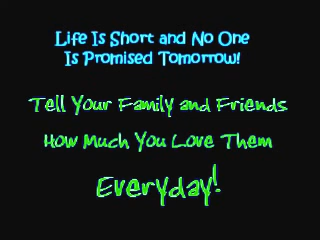 Life Is Short and No One
Is Promised Tomorrow!
Tell Your Family and Friends
How Much You Love Them
Everyday!